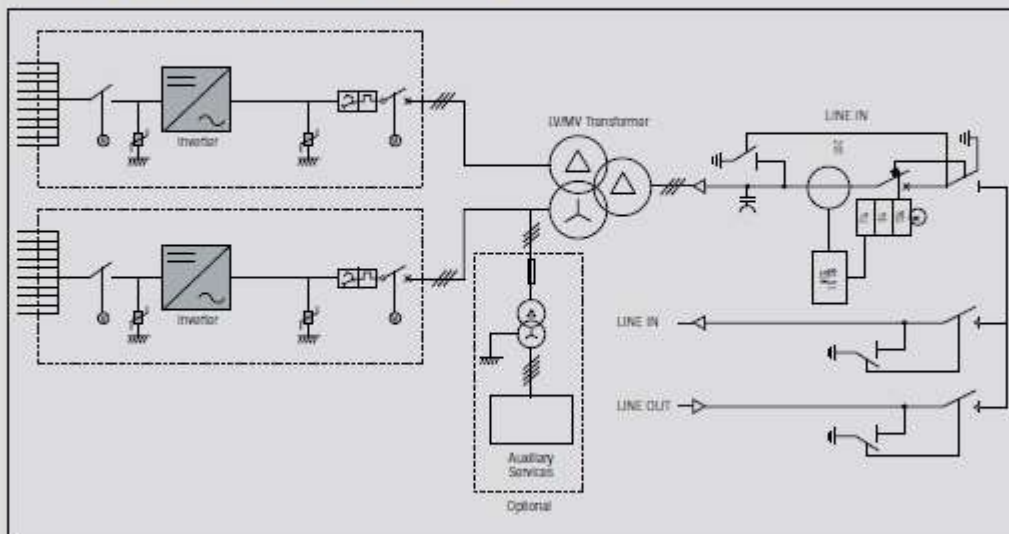 LV/MV Transformer
LINE IN
Inverter
LINE IN
Inverter
LINE OUT
Auxiliary
Services
Optional